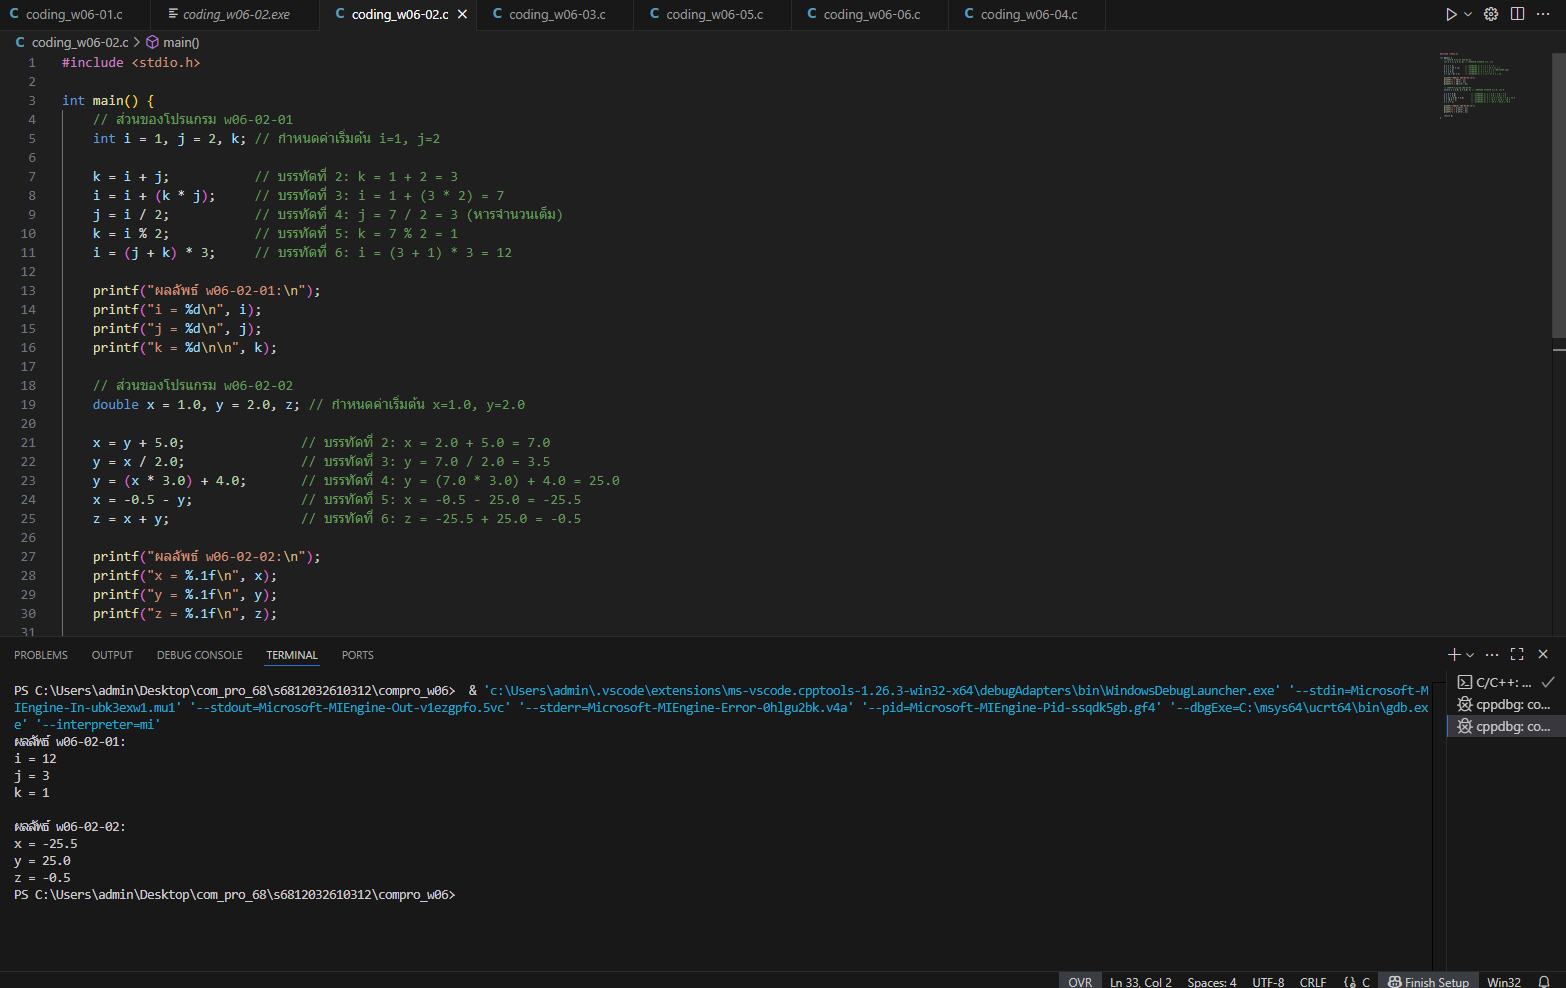 coding_w06-01.c coding_w06-02.exe coding_w06-02.c coding_w06-03.c coding_w06-05.c coding_w06-06.c coding_w06-04.c
coding_w06-02.c > main()
1 #include <stdio.h>
2
3 int main() {
4 // ส่วนของโปรแกรม w06-02-01
5 int i = 1, j = 2, k; // กำหนดค่าเริ่มต้น i=1, j=2
6
7 k = i + j; // บรรทัดที่ 2: k = 1 + 2 = 3
8 i = i + (k * j); // บรรทัดที่ 3: i = 1 + (3 * 2) = 7
9 j = i / 2; // บรรทัดที่ 4: j = 7 / 2 = 3 (หารจำนวนเต็ม)
10 k = i % 2; // บรรทัดที่ 5: k = 7 % 2 = 1
11 i = (j + k) * 3; // บรรทัดที่ 6: i = (3 + 1) * 3 = 12
12
13 printf("ผลลัพธ์ w06-02-01:\n");
14 printf("i = %d\n", i);
15 printf("j = %d\n", j);
16 printf("k = %d\n\n", k);
17
18 // ส่วนของโปรแกรม w06-02-02
19 double x = 1.0, y = 2.0, z; // กำหนดค่าเริ่มต้น x=1.0, y=2.0
20
21 x = y + 5.0; // บรรทัดที่ 2: x = 2.0 + 5.0 = 7.0
22 y = x / 2.0; // บรรทัดที่ 3: y = 7.0 / 2.0 = 3.5
23 y = (x * 3.0) + 4.0; // บรรทัดที่ 4: y = (7.0 * 3.0) + 4.0 = 25.0
24 x = -0.5 - y; // บรรทัดที่ 5: x = -0.5 - 25.0 = -25.5
25 z = x + y; // บรรทัดที่ 6: z = -25.5 + 25.0 = -0.5
26
27 printf("ผลลัพธ์ w06-02-02:\n");
28 printf("x = %.1f\n", x);
29 printf("y = %.1f\n", y);
30 printf("z = %.1f\n", z);
31
PROBLEMS OUTPUT DEBUG CONSOLE TERMINAL PORTS
PS C:\Users\admin\Desktop\com_pro_68\s6812032610312\compro_w06> & 'c:\Users\admin\.vscode\extensions\ms-vscode.cpptools-1.26.3-win32-x64\debugAdapters\bin\WindowsDebugLauncher.exe' '--stdin=Microsoft-M
IEngine-In-ubk3exw1.mu1' '--stdout=Microsoft-MIEngine-Out-v1ezgpfo.5vc' '--stderr=Microsoft-MIEngine-Error-0hlgu2bk.v4a' '--pid=Microsoft-MIEngine-Pid-ssqdk5gb.gf4' '--dbgExe=C:\msys64\ucrt64\bin\gdb.ex
e' '--interpreter=mi'
ผลลัพธ์ w06-02-01:
i = 12
j = 3
k = 1
ผลลัพธ์ w06-02-02:
x = -25.5
y = 25.0
z = -0.5
PS C:\Users\admin\Desktop\com_pro_68\s6812032610312\compro_w06>
C/C++: ...
cppdbg: co...
cppdbg: co...
OVR Ln 33, Col 2 Spaces: 4 UTF-8 CRLF {} C Finish Setup Win32